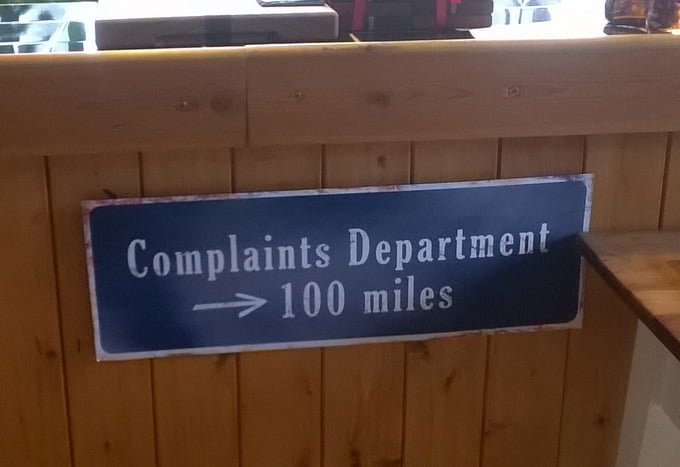 Complaints Department
→ 100 miles